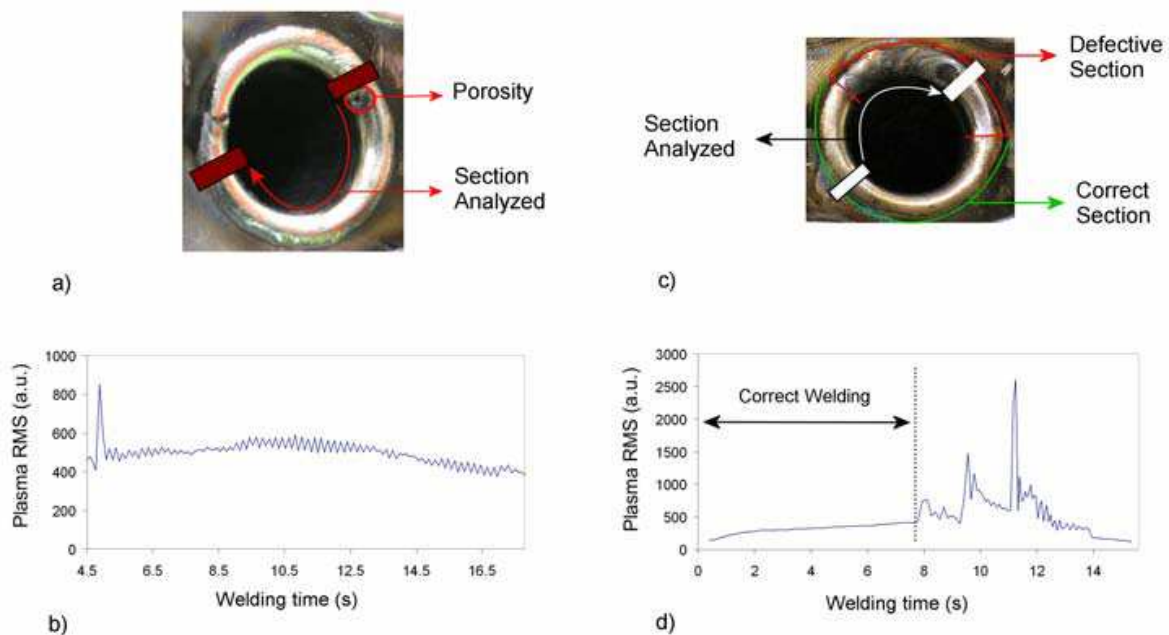 Porosity
Section
Analyzed
a)
Defective
Section
Section
Analyzed
Correct
Section
c)
Plasma RMS (a.u.)
1000
800
600
400
200
0
4.5 6.5 8.5 10.5 12.5 14.5 16.5
Welding time (s)
b)
Plasma RMS (a.u.)
3000
2500
2000
1500
1000
500
0
Correct Welding
0 2 4 6 8 10 12 14
Welding time (s)
d)